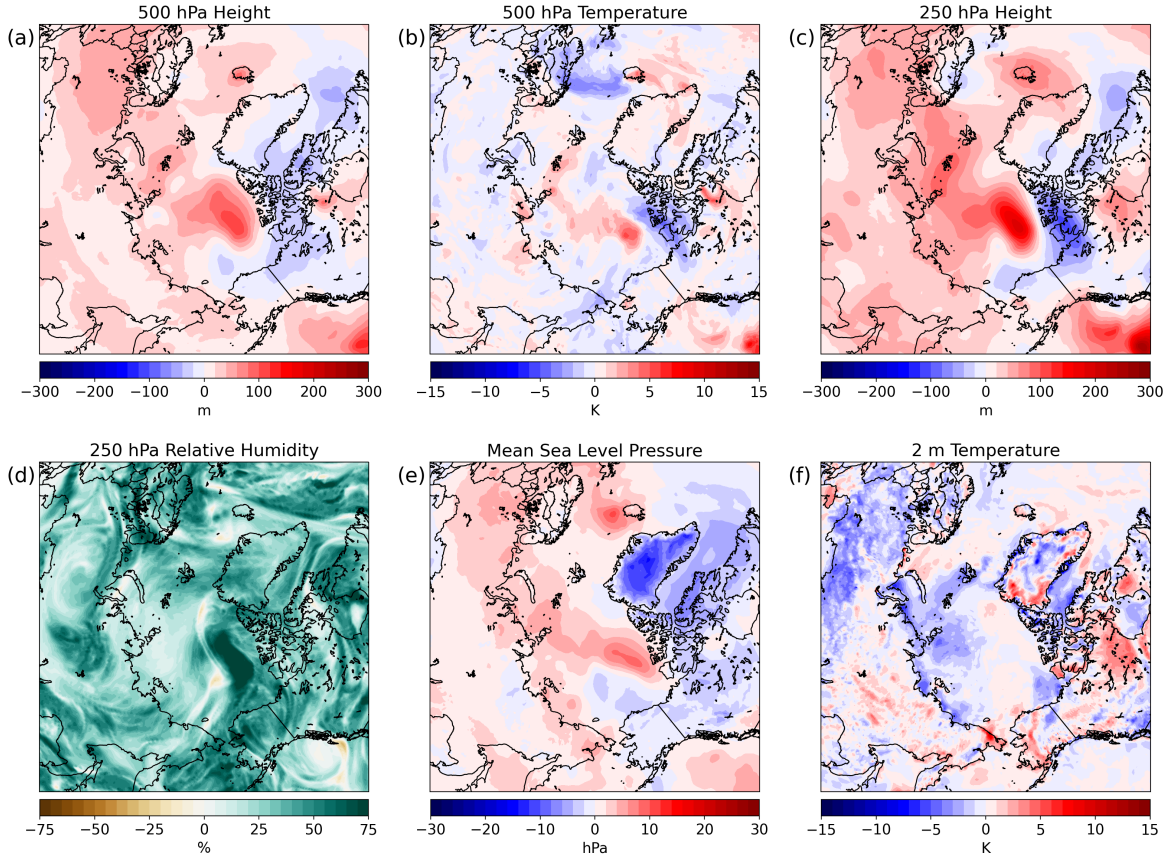 500 hPa Height
500 hPa Temperature
250 hPa Height
(a)
(b)
(c)
−300 −200 −100 0 100 200 300
−15 −10 −5 0 5 10 15
−300 −200 −100 0 100 200 300
m
K
m
250 hPa Relative Humidity
Mean Sea Level Pressure
2 m Temperature
(d)
(e)
(f)
−75 −50 −25 0 25 50 75
−30 −20 −10 0 10 20 30
−15 −10 −5 0 5 10 15
%
hPa
K